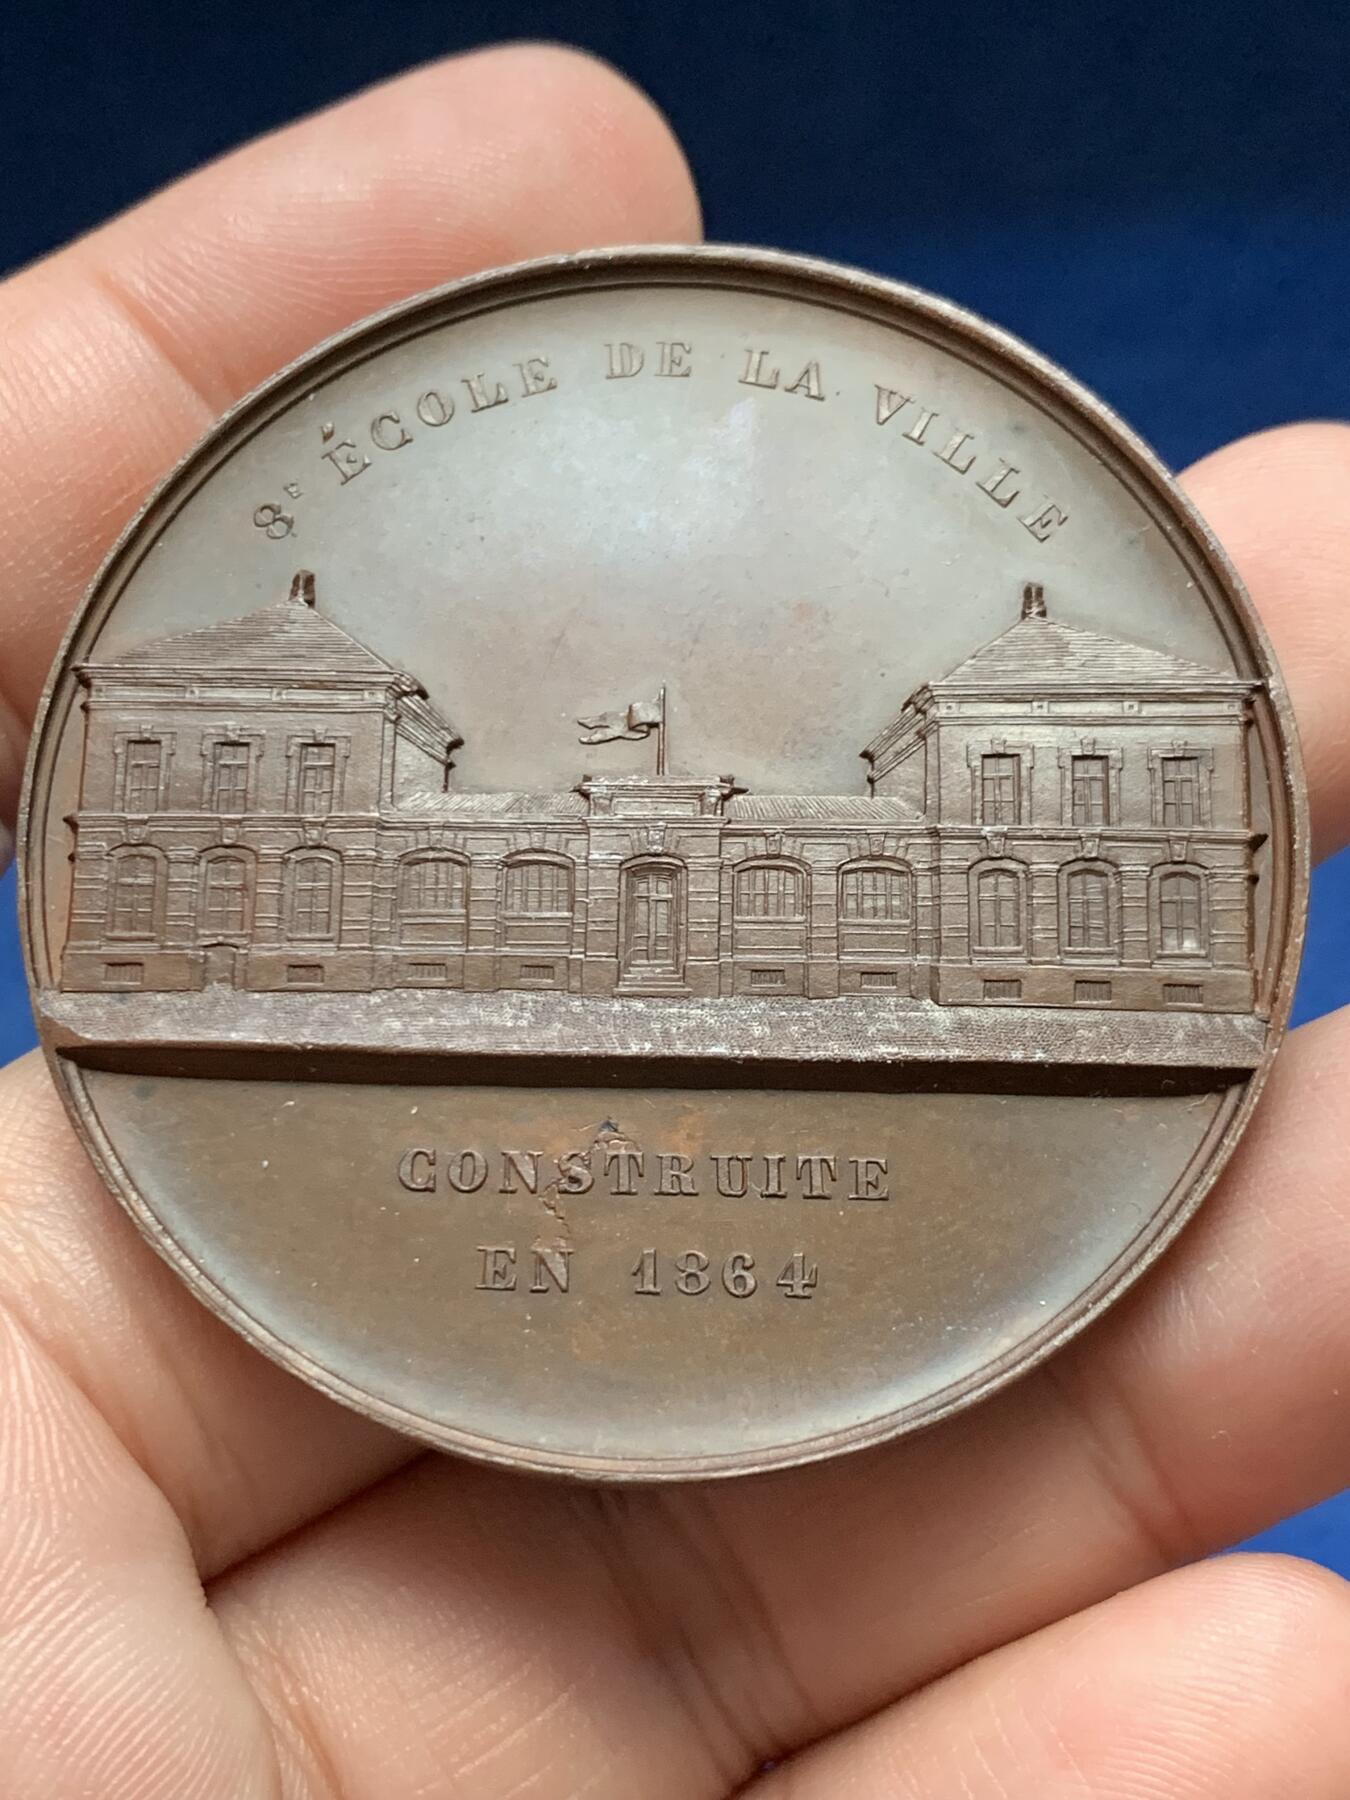 8E ÉCOLE DE LA VILLE
CONSTRUITE
EN 1864